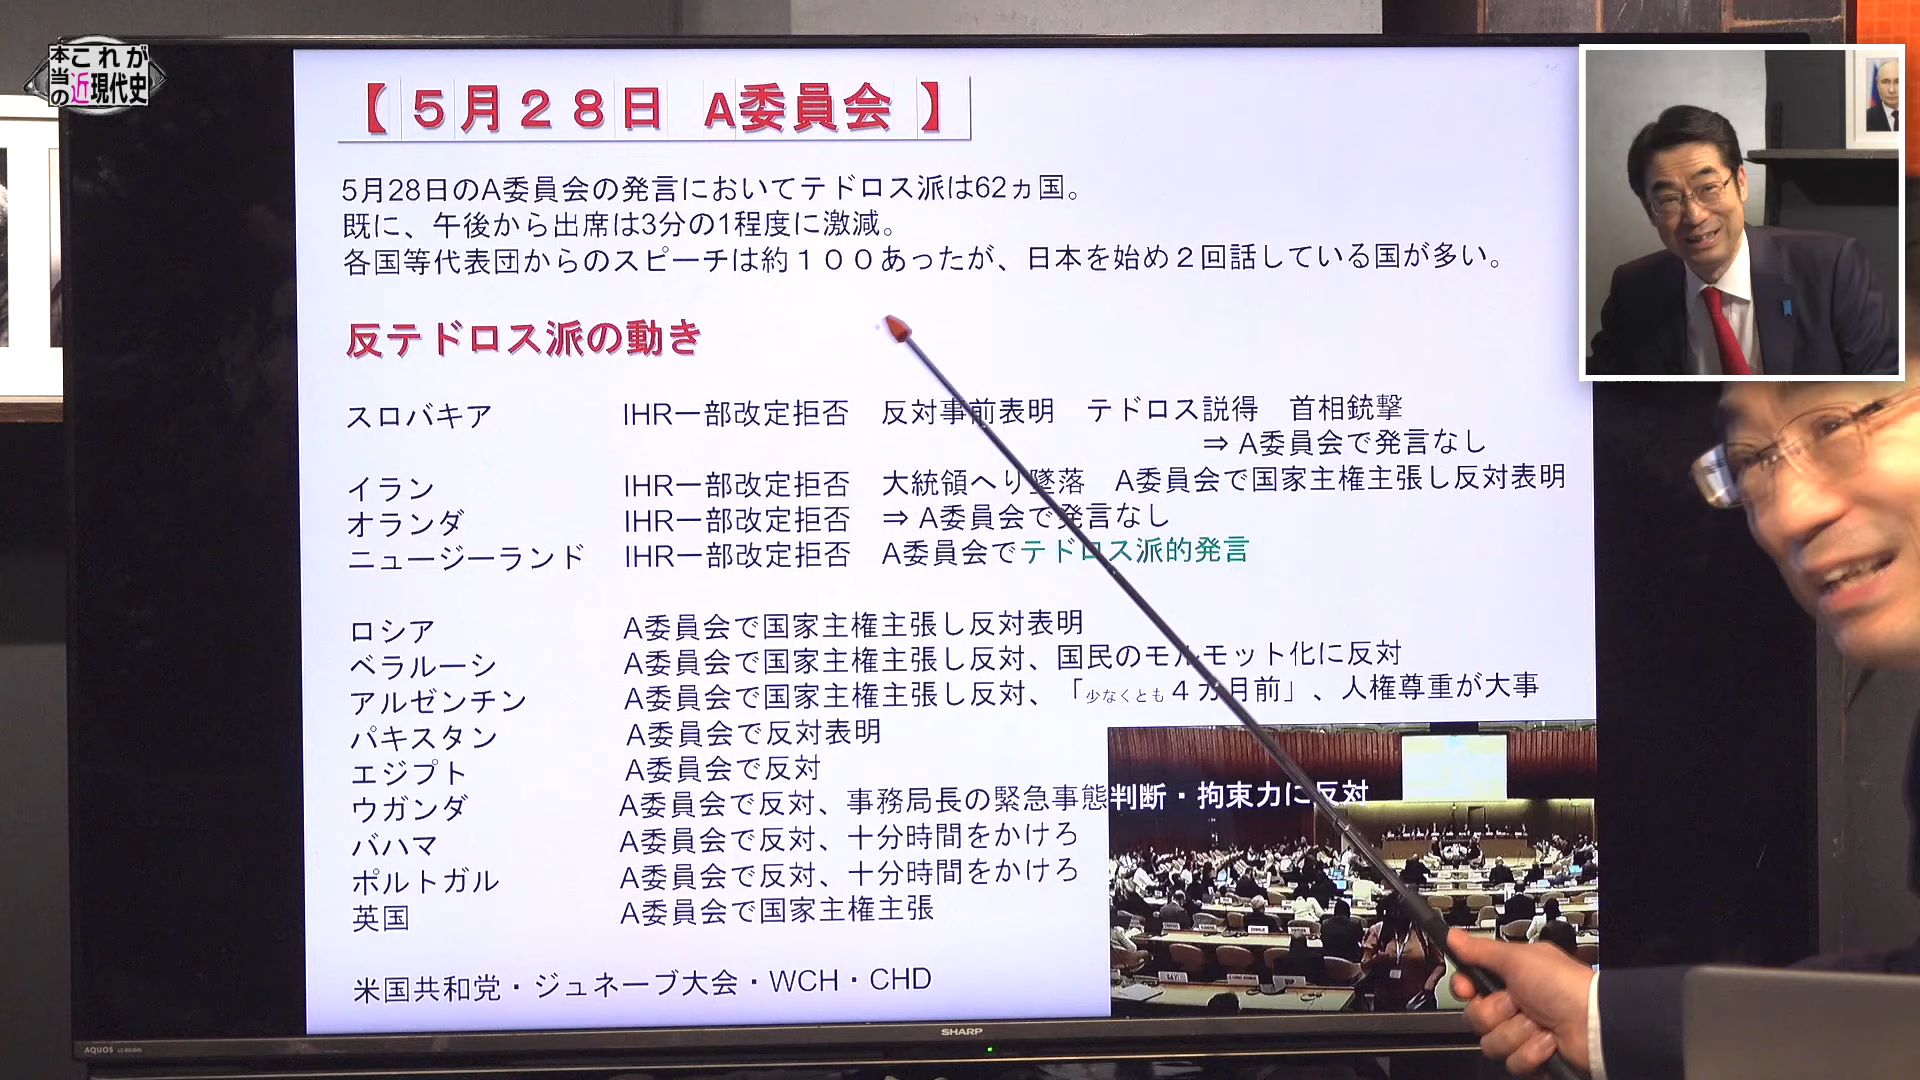 これが
本当の
近現代史
【 5月28日 A委員会 】
5月28日のA委員会の発言においてテドロス派は62ヵ国。
既に、午後から出席は3分の1程度に激減。
各国等代表団からのスピーチは約100あったが、日本を始め2回話している国が多い。
反テドロス派の動き
スロバキア IHR一部改定拒否 反対事前表明 テドロス説得 首相銃撃
⇒ A委員会で発言なし
イラン IHR一部改定拒否 大統領ヘリ墜落 A委員会で国家主権主張し反対表明
オランダ IHR一部改定拒否 ⇒ A委員会で発言なし
ニュージーランド IHR一部改定拒否 A委員会でテドロス派的発言
ロシア A委員会で国家主権主張し反対表明
ベラルーシ A委員会で国家主権主張し反対、国民のモルモット化に反対
アルゼンチン A委員会で国家主権主張し反対、「少なくとも4カ月前」、人権尊重が大事
パキスタン A委員会で反対表明
エジプト A委員会で反対
ウガンダ A委員会で反対、事務局長の緊急事態判断・拘束力に反対
バハマ A委員会で反対、十分時間をかけろ
ポルトガル A委員会で反対、十分時間をかけろ
英国 A委員会で国家主権主張
米国共和党・ジュネーブ大会・WCH・CHD
SHARP
AQUOS